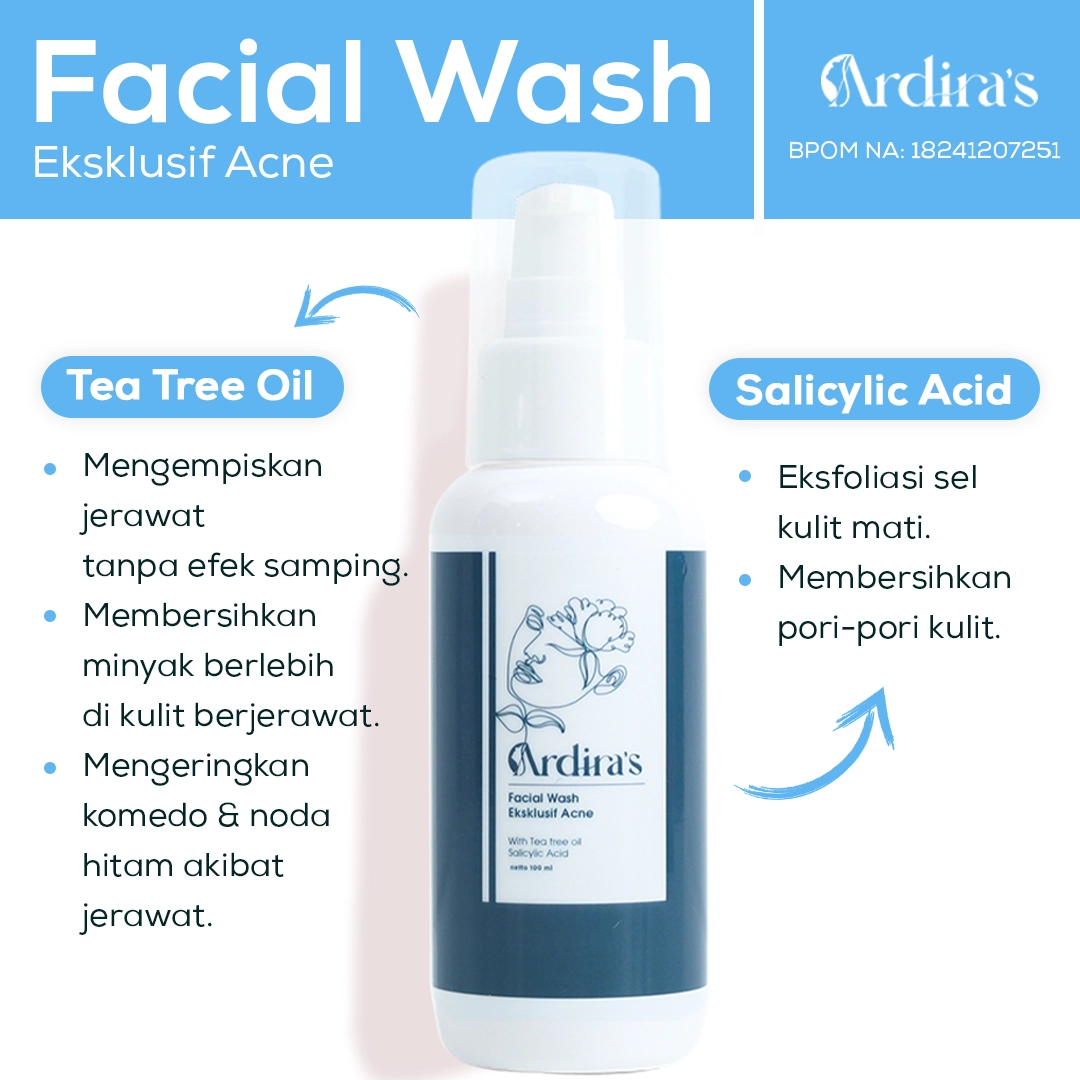 Facial Wash
Eksklusif Acne
Ardira's
BPOM NA: 18241207251
Tea Tree Oil
Mengempiskan
jerawat
tanpa efek samping.
Membersihkan
minyak berlebih
di kulit berjerawat.
Mengeringkan
komedo & noda
hitam akibat
jerawat.
Salicylic Acid
Eksfoliasi sel
kulit mati.
Membersihkan
pori-pori kulit.
Ardira's
Facial Wash
Eksklusif Acne
With Tea tree oil
Salicylic Acid
netto 100 ml